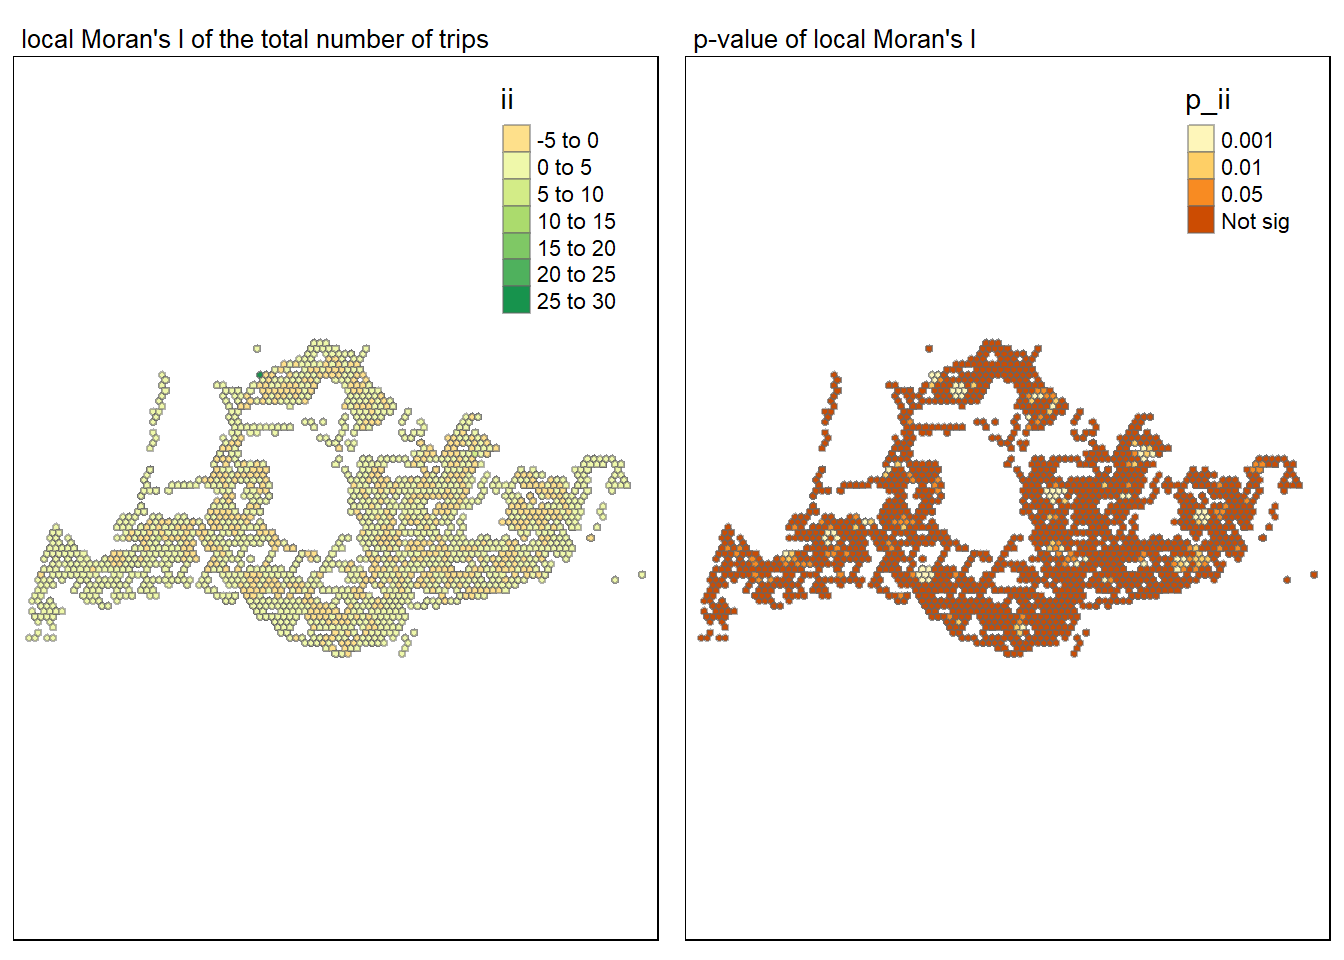 local Moran's I of the total number of trips
ii
-5 to 0
0 to 5
5 to 10
10 to 15
15 to 20
20 to 25
25 to 30
p-value of local Moran's I
p_ii
0.001
0.01
0.05
Not sig